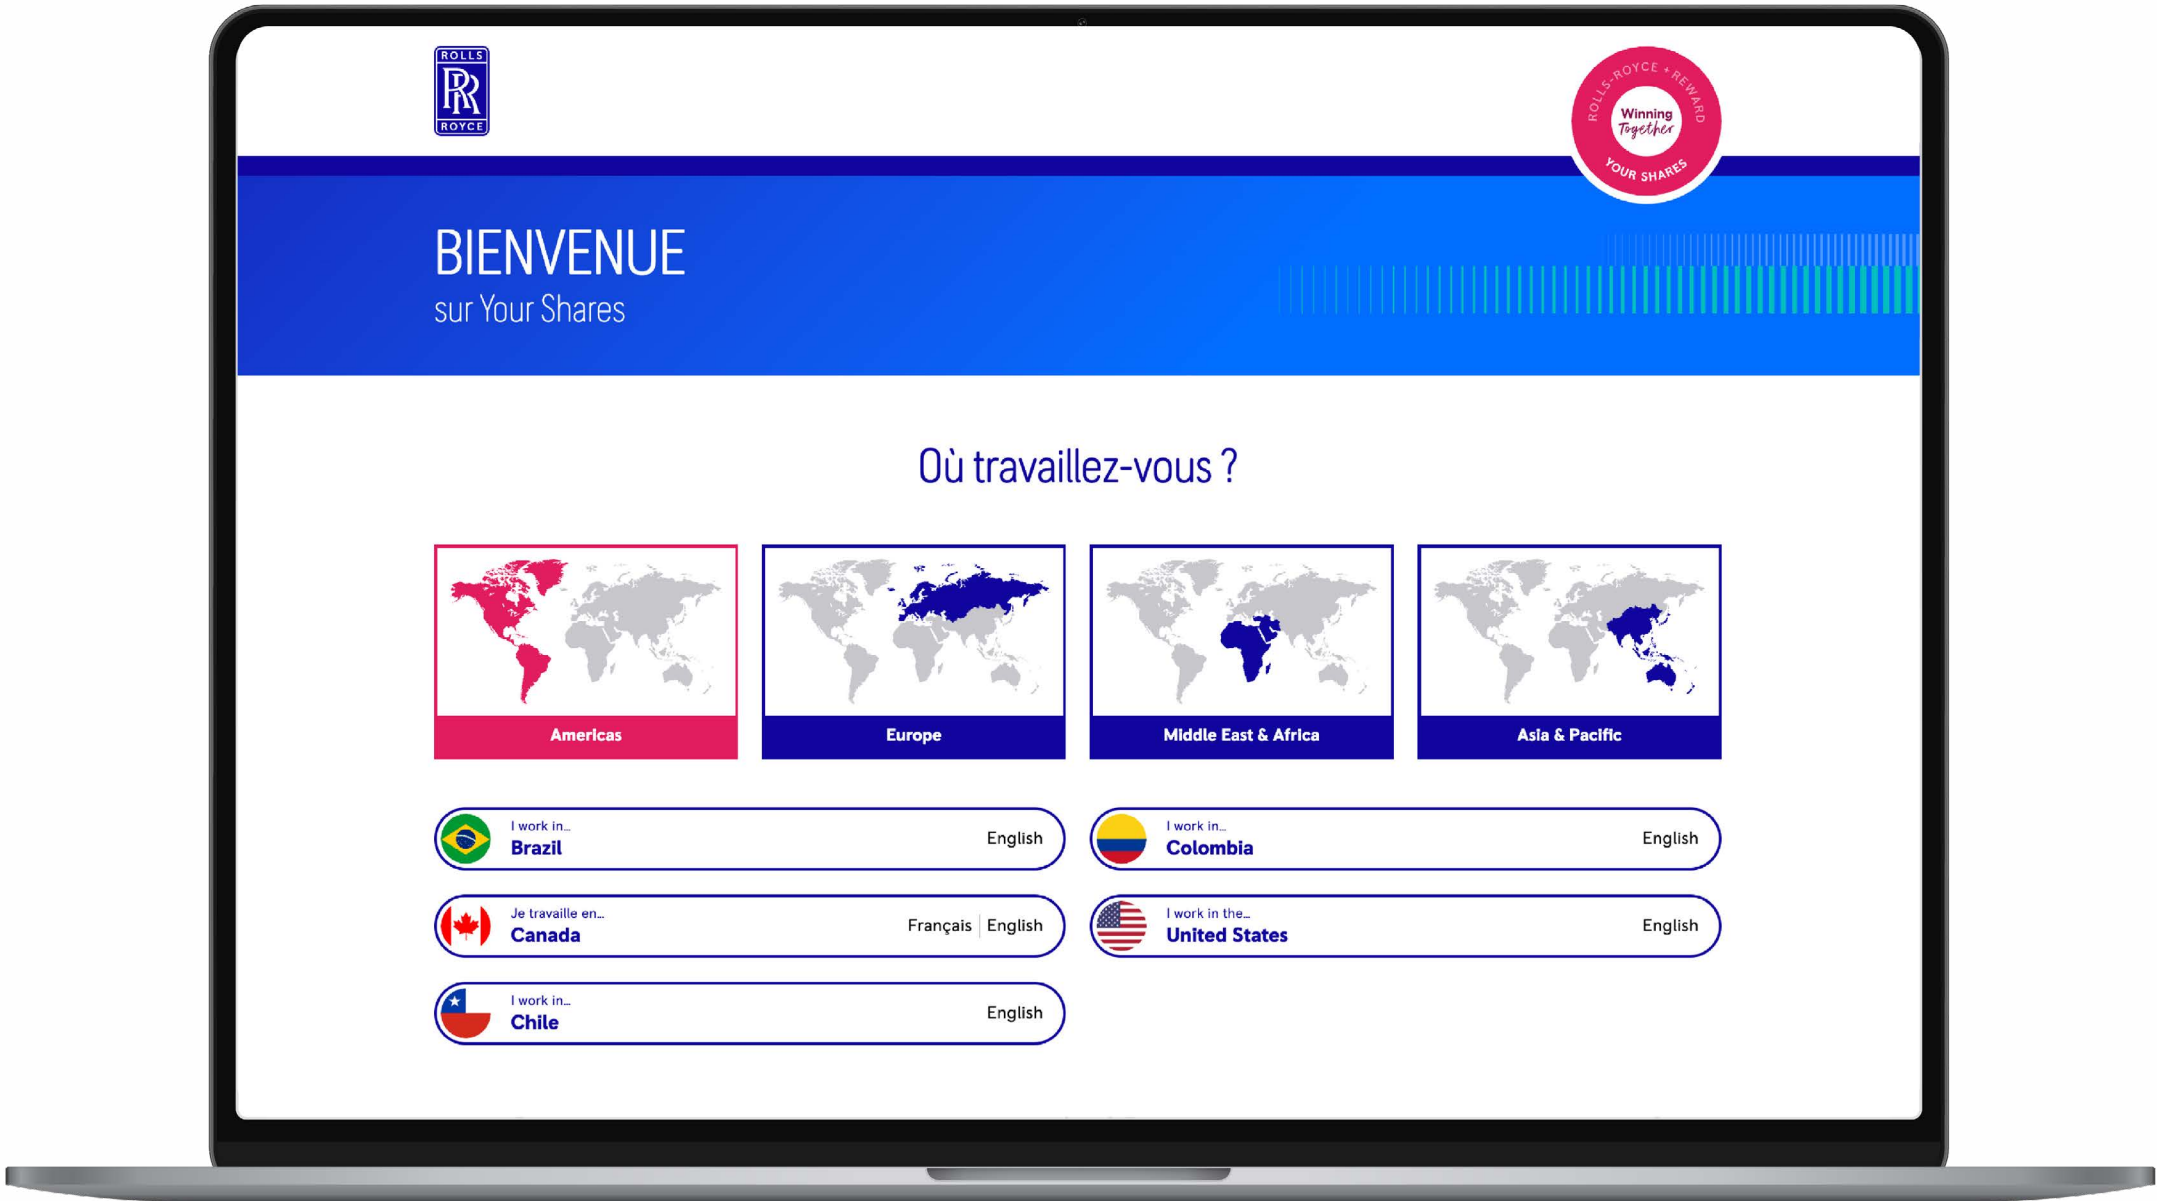 ROLLS
RR
ROYCE
ROLLS-ROYCE + REWARD
Winning
Together
YOUR SHARES
BIENVENUE
sur Your Shares
Où travaillez-vous ?
Americas
Europe
Middle East & Africa
Asia & Pacific
I work in...
Brazil
English
I work in...
Colombia
English
Je travaille en...
Canada
Français | English
I work in the...
United States
English
I work in...
Chile
English